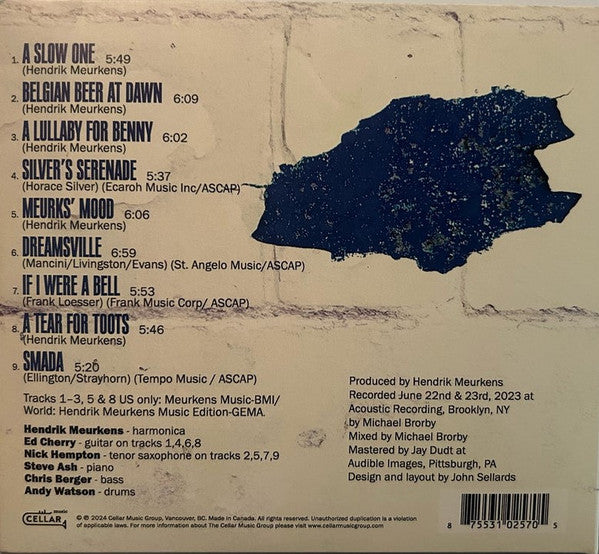 1. A SLOW ONE 5:49
(Hendrik Meurkens)
2. BELGIAN BEER AT DAWN 6:09
(Hendrik Meurkens)
3. A LULLABY FOR BENNY 6:02
(Hendrik Meurkens)
4. SILVER'S SERENADE 5:37
(Horace Silver) (Ecaroh Music Inc/ASCAP)
5. MEURKS' MOOD 6:06
(Hendrik Meurkens)
6. DREAMSVILLE 6:59
(Mancini/Livingston/Evans) (St. Angelo Music/ASCAP)
7. IF I WERE A BELL 5:53
(Frank Loesser) (Frank Music Corp/ ASCAP)
8. A TEAR FOR TOOTS 5:46
(Hendrik Meurkens)
9. SMADA 5:20
(Ellington/Strayhorn) (Tempo Music / ASCAP)
Tracks 1–3, 5 & 8 US only: Meurkens Music-BMI/
World: Hendrik Meurkens Music Edition-GEMA.
Hendrik Meurkens - harmonica
Ed Cherry - guitar on tracks 1,4,6,8
Nick Hempton - tenor saxophone on tracks 2,5,7,9
Steve Ash - piano
Chris Berger - bass
Andy Watson - drums
Produced by Hendrik Meurkens
Recorded June 22nd & 23rd, 2023 at
Acoustic Recording, Brooklyn, NY
by Michael Brorby
Mixed by Michael Brorby
Mastered by Jay Dudt at
Audible Images, Pittsburgh, PA
Design and layout by John Sellards
CELLAR music
© ℗ 2024 Cellar Music Group, Vancouver, BC. Made in Canada. All rights reserved. Unauthorized duplication is a violation
of applicable laws. For more information about The Cellar Music Group please visit www.cellarmusicgroup.com
8 75531 02570 5